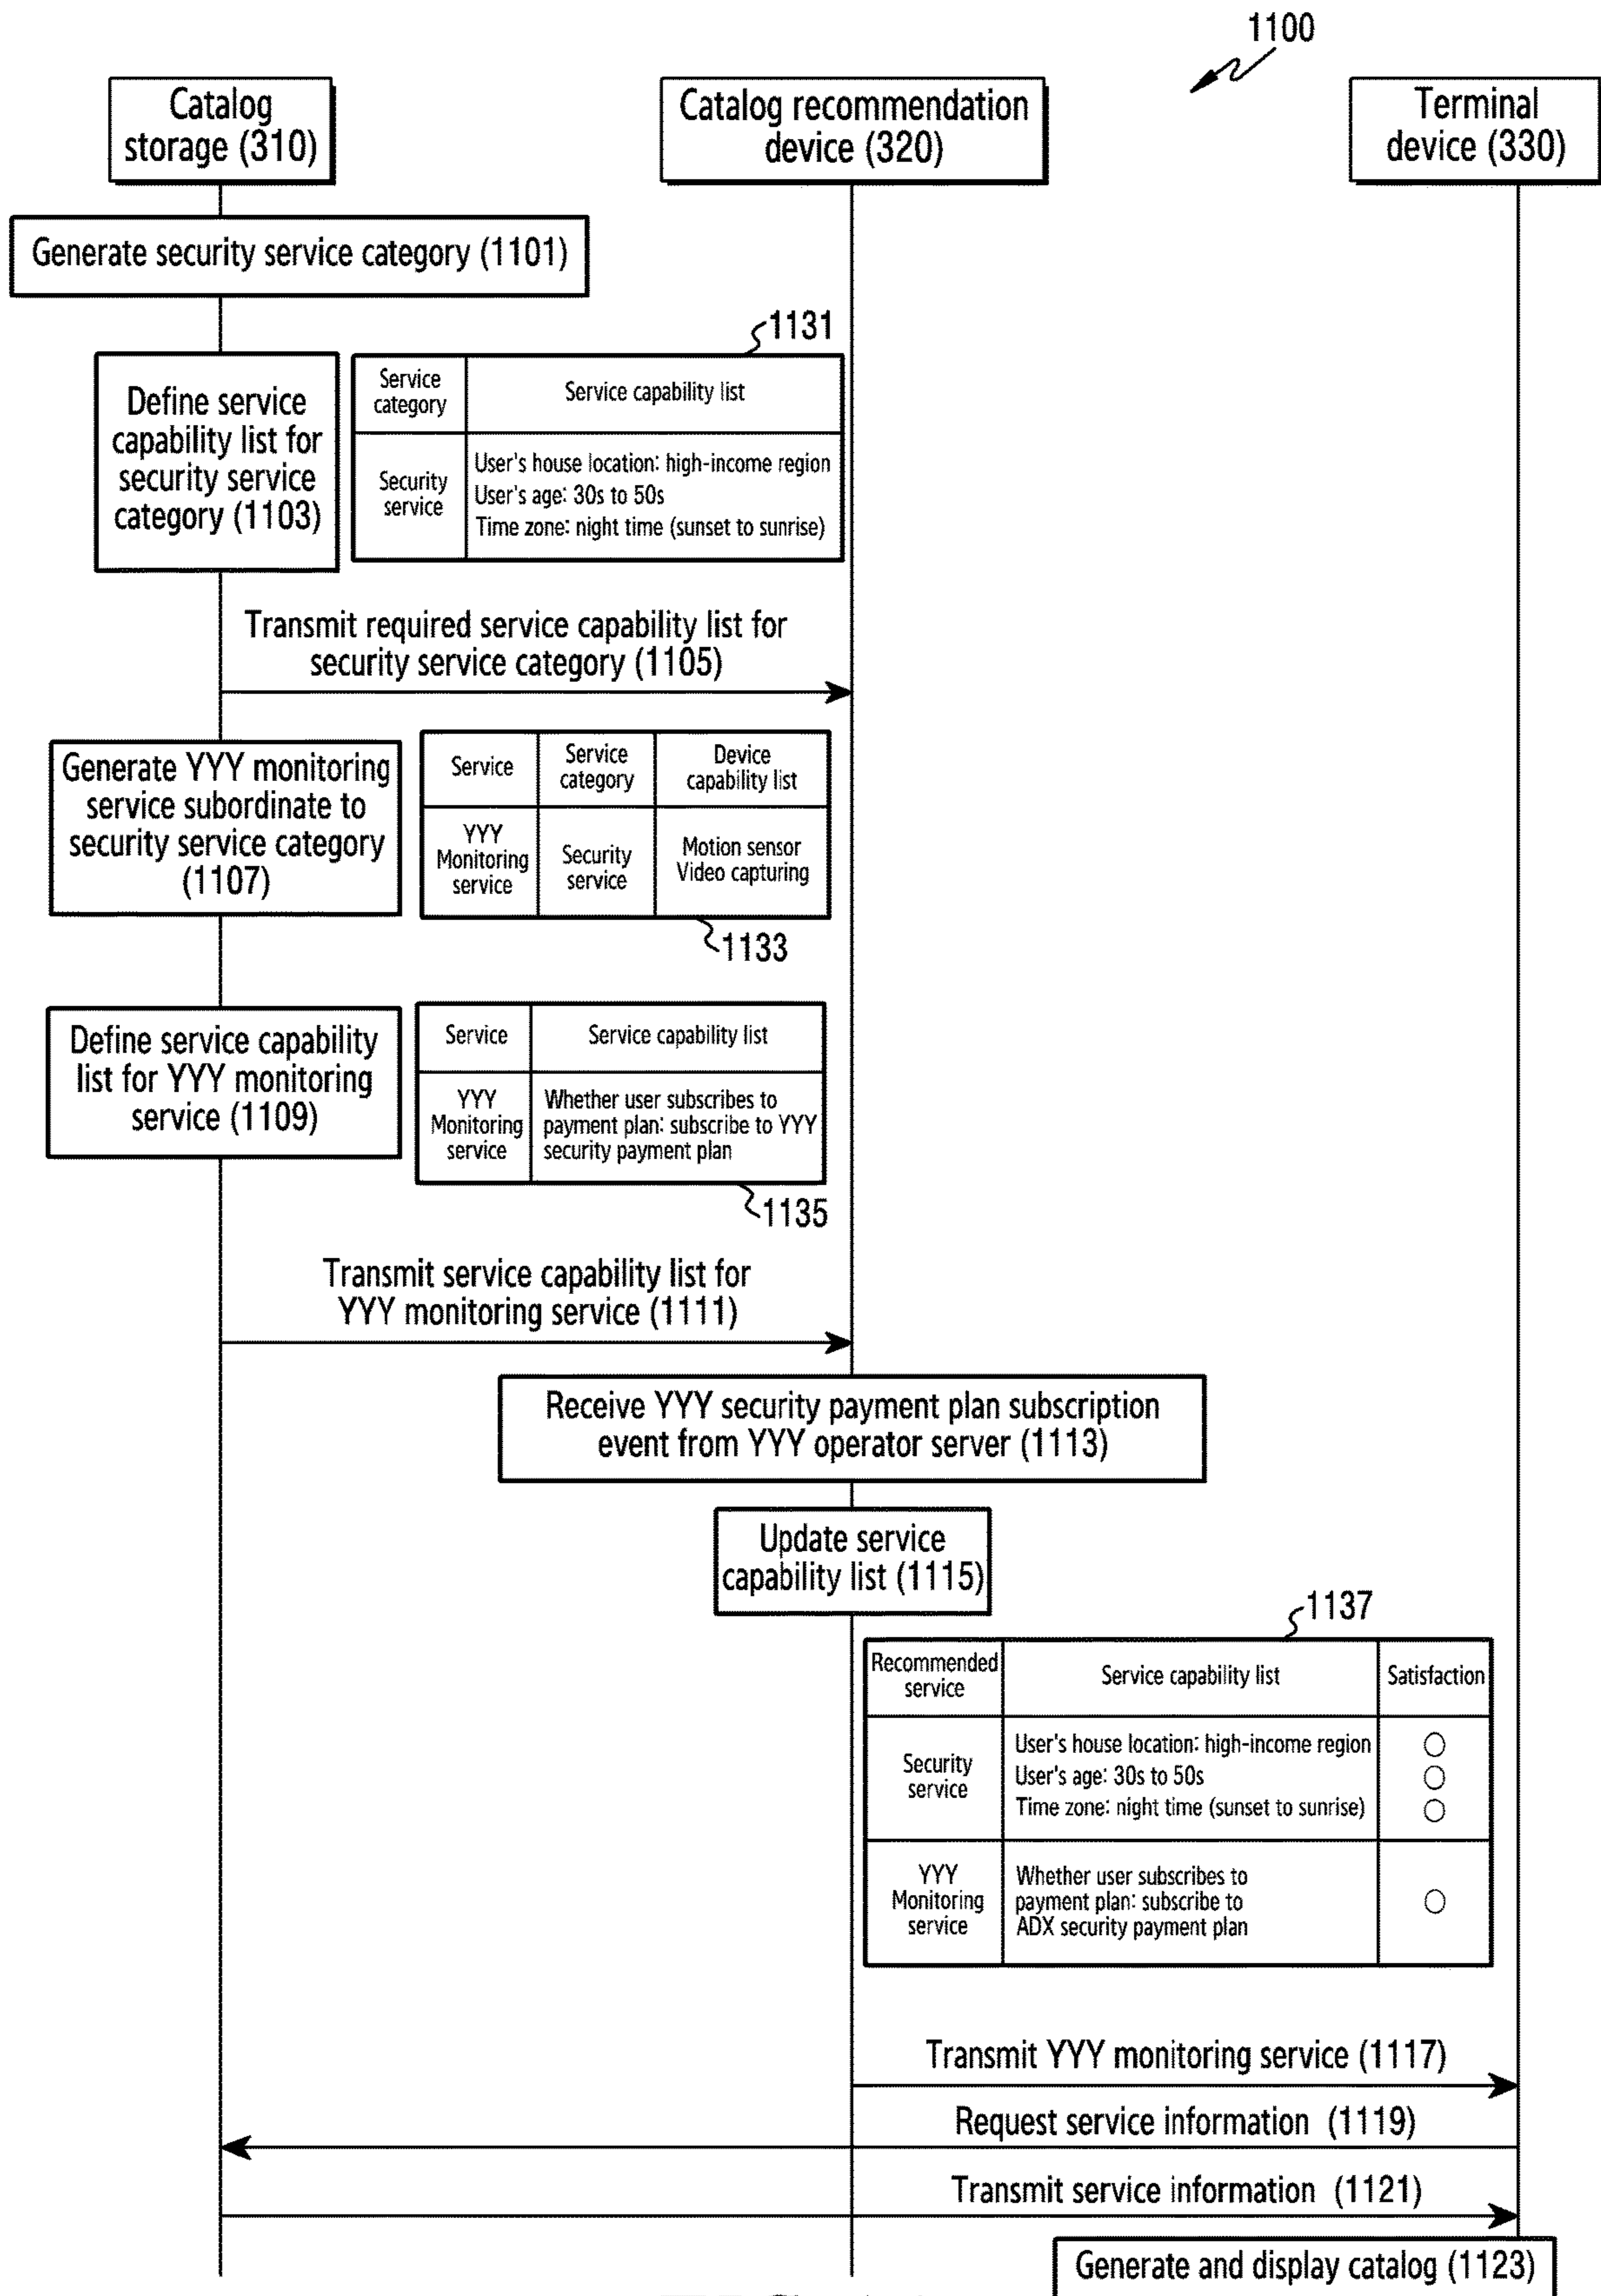 1100
Catalog
storage (310)
Catalog recommendation
device (320)
Terminal
device (330)
Generate security service category (1101)
1131
Define service
capability list for
security service
category (1103)
Service
category
Service capability list
Security
service
User's house location: high-income region
User's age: 30s to 50s
Time zone: night time (sunset to sunrise)
Transmit required service capability list for
security service category (1105)
Generate YYY monitoring
service subordinate to
security service category
(1107)
Service
Service
category
Device
capability list
YYY
Monitoring
service
Security
service
Motion sensor
Video capturing
1133
Define service capability
list for YYY monitoring
service (1109)
Service
Service capability list
YYY
Monitoring
service
Whether user subscribes to
payment plan: subscribe to YYY
security payment plan
1135
Transmit service capability list for
YYY monitoring service (1111)
Receive YYY security payment plan subscription
event from YYY operator server (1113)
Update service
capability list (1115)
1137
Recommended
service
Service capability list
Satisfaction
Security
service
User's house location: high-income region
User's age: 30s to 50s
Time zone: night time (sunset to sunrise)
YYY
Monitoring
service
Whether user subscribes to
payment plan: subscribe to
ADX security payment plan
Transmit YYY monitoring service (1117)
Request service information (1119)
Transmit service information (1121)
Generate and display catalog (1123)